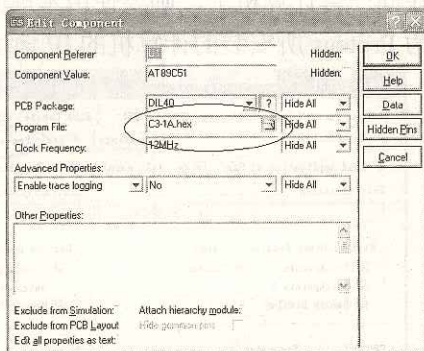 Edit Component
Component Referer Hidden: OK
Component Value: AT89C51 Hidden: Help
PCB Package: DIL40 ? Hide All Data
Program File: C3-1A.hex Hide All Hidden Pins
Clock Frequency: 12MHz Hide All Cancel
Advanced Properties:
Enable trace logging No Hide All
Other Properties:
Exclude from Simulation: Attach hierarchy module:
Exclude from PCB Layout Hide common pins
Edit all properties as text: